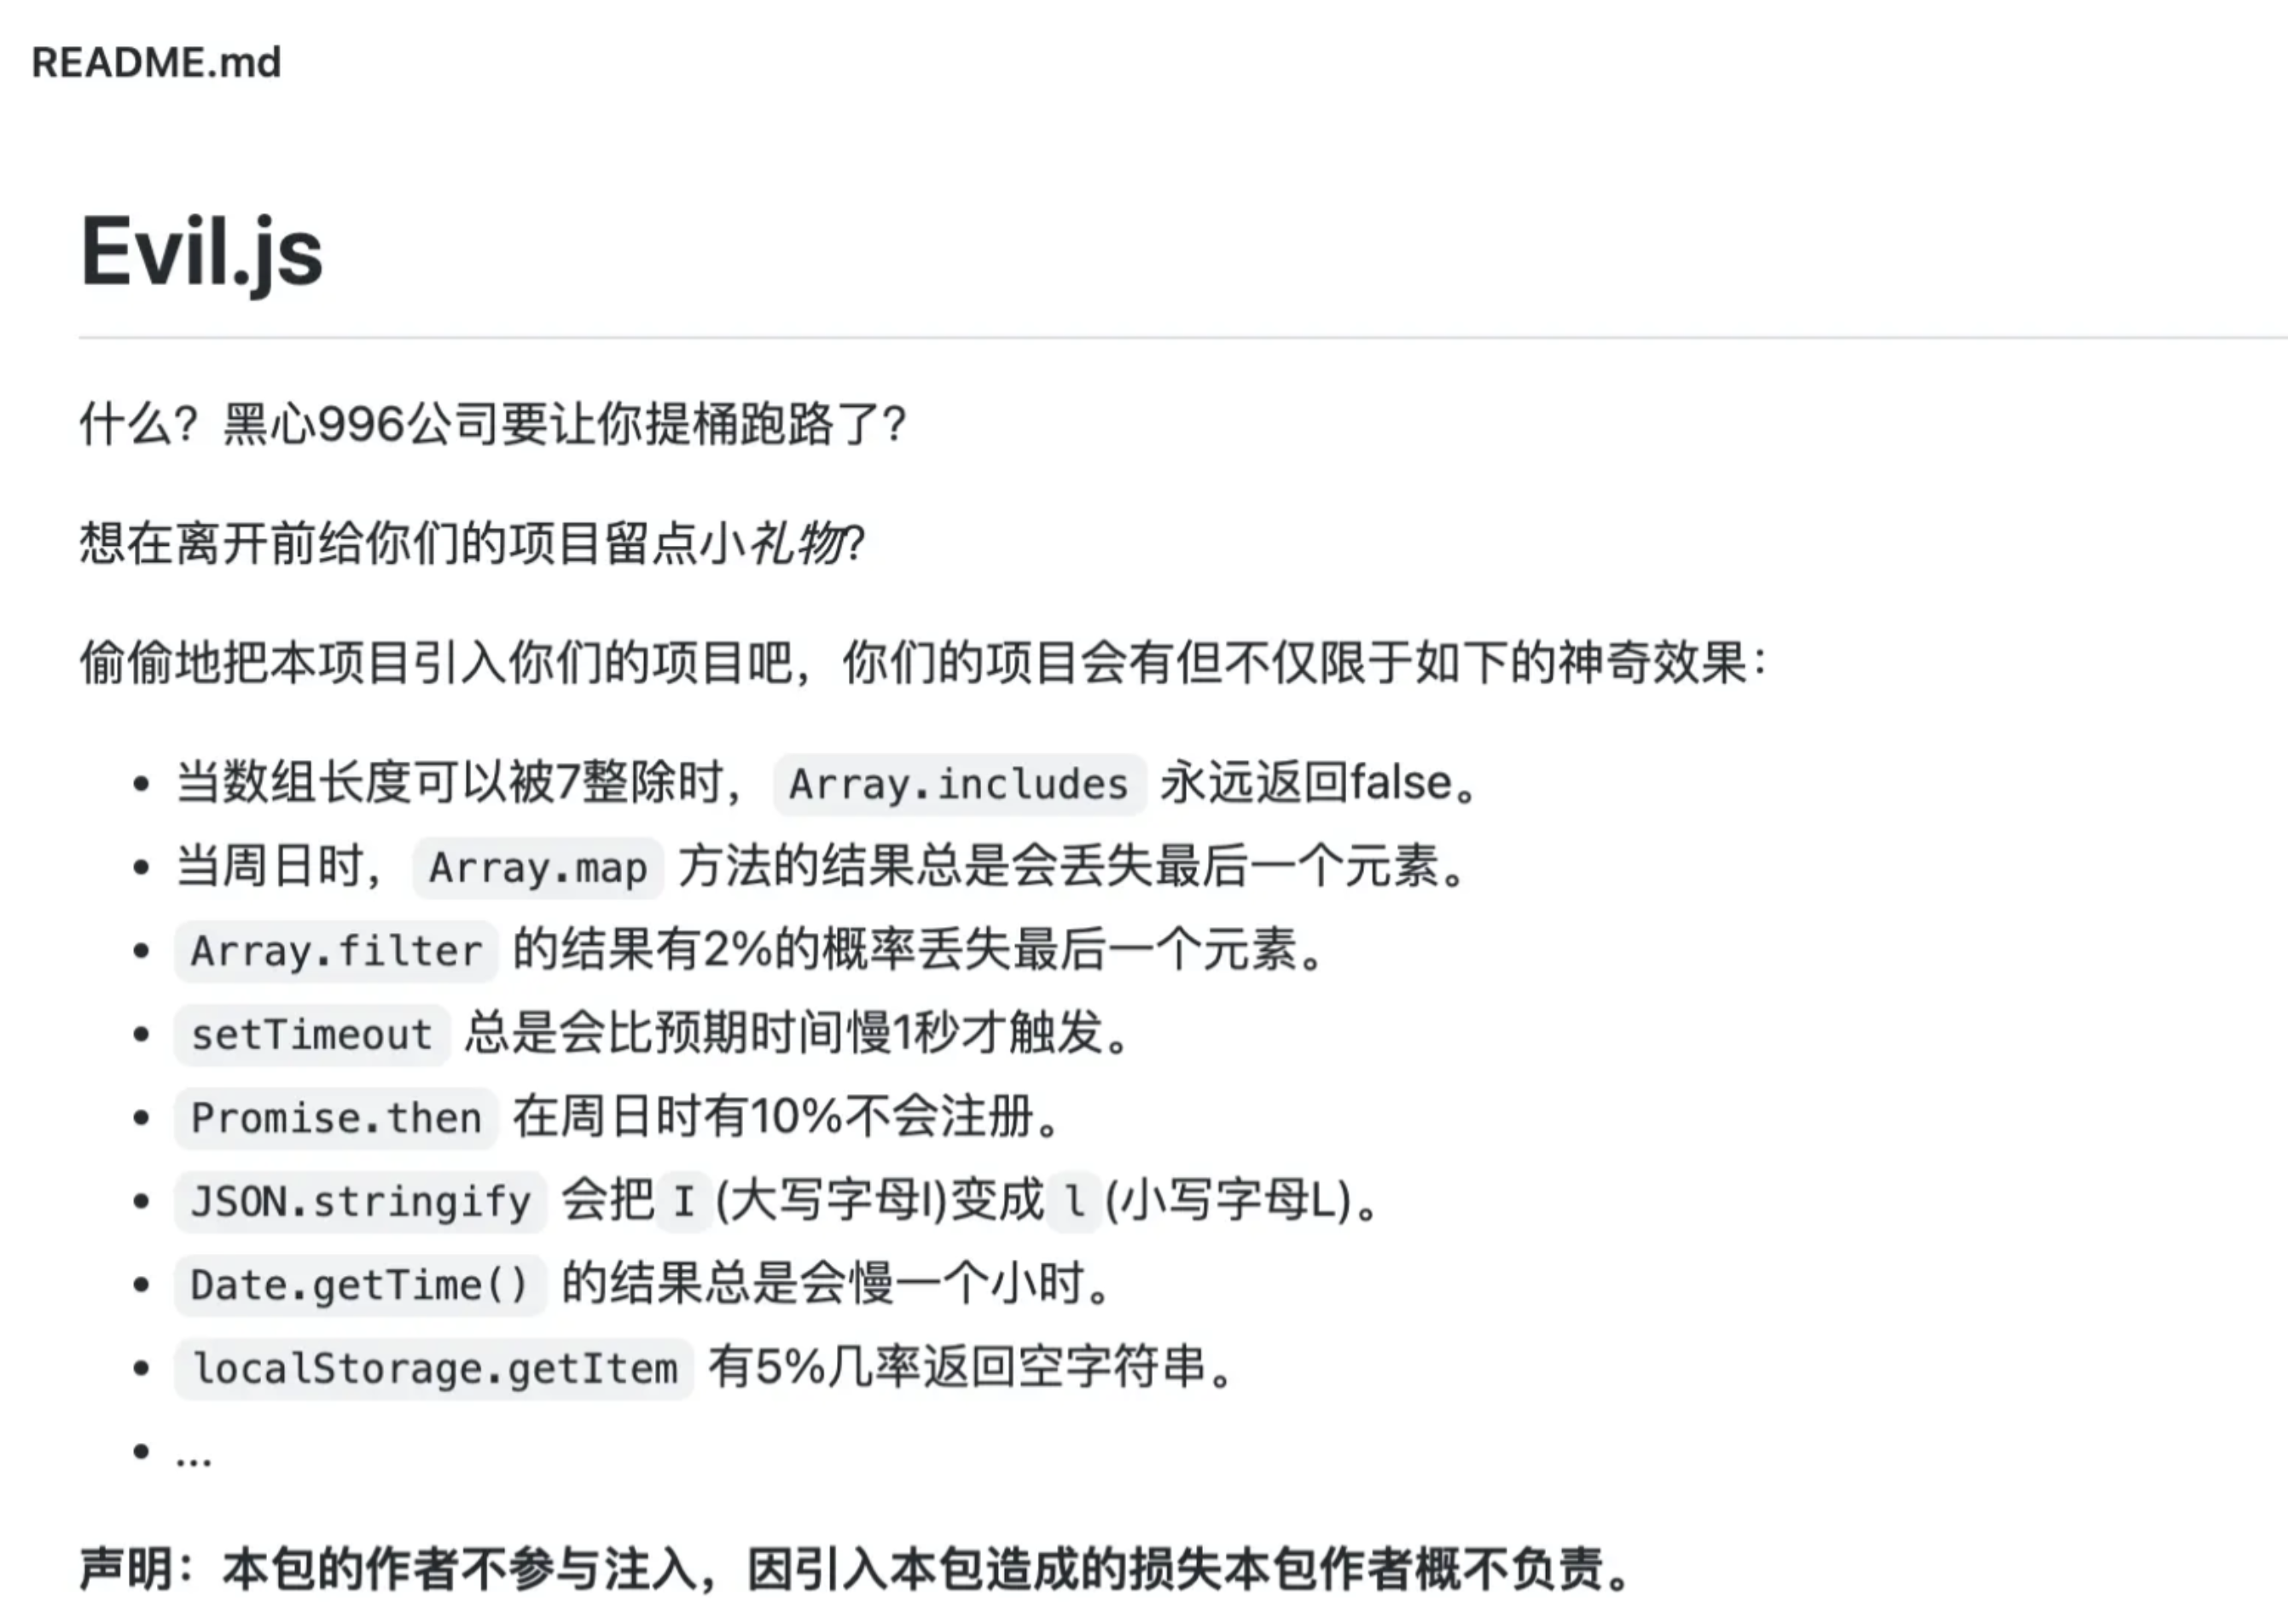 README.md
Evil.js
什么？黑心996公司要让你提桶跑路了？
想在离开前给你们的项目留点小礼物？
偷偷地把本项目引入你们的项目吧，你们的项目会有但不仅限于如下的神奇效果：
• 当数组长度可以被7整除时， Array.includes 永远返回false。
• 当周日时， Array.map 方法的结果总是会丢失最后一个元素。
• Array.filter 的结果有2%的概率丢失最后一个元素。
• setTimeout 总是会比预期时间慢1秒才触发。
• Promise.then 在周日时有10%不会注册。
• JSON.stringify 会把 I (大写字母I)变成 l (小写字母L)。
• Date.getTime() 的结果总是会慢一个小时。
• localStorage.getItem 有5%几率返回空字符串。
• ...
声明：本包的作者不参与注入，因引入本包造成的损失本包作者概不负责。